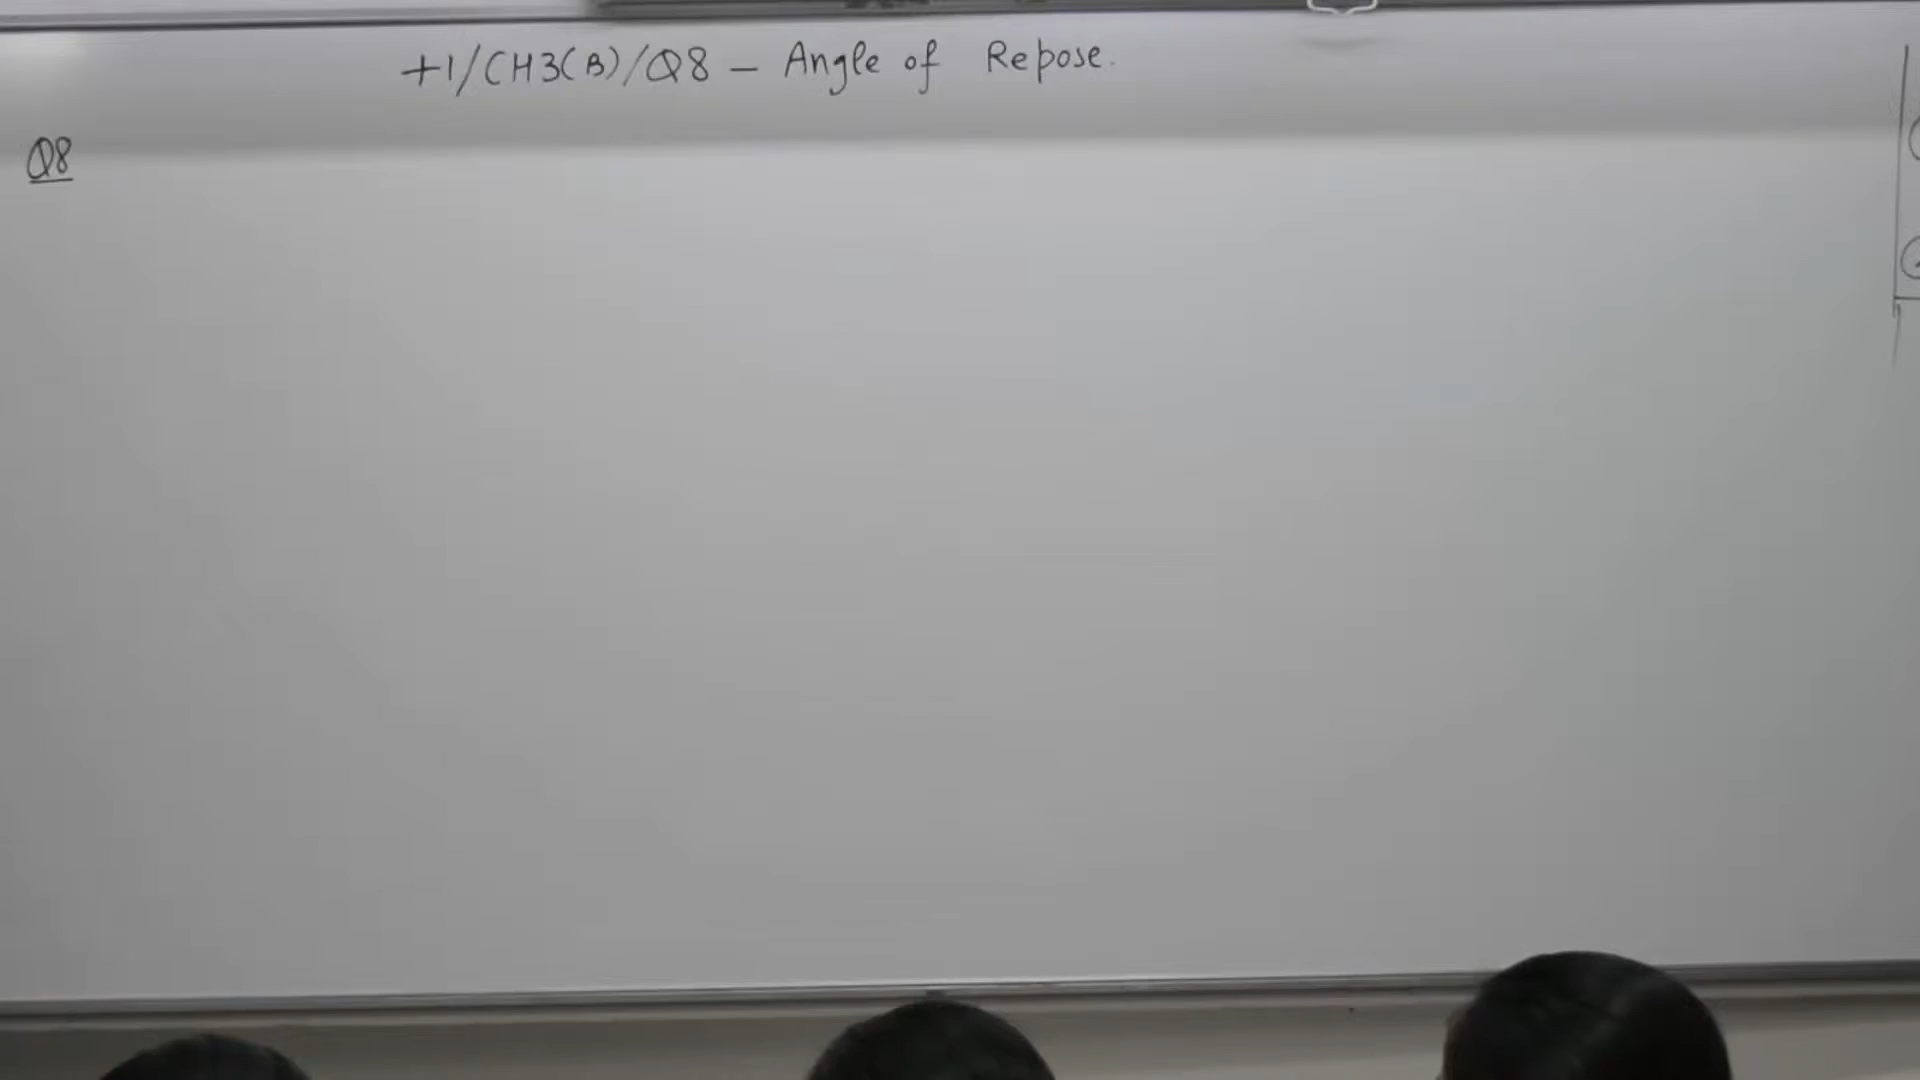 +1/CH3(B)/Q8 – Angle of Repose.
Q8